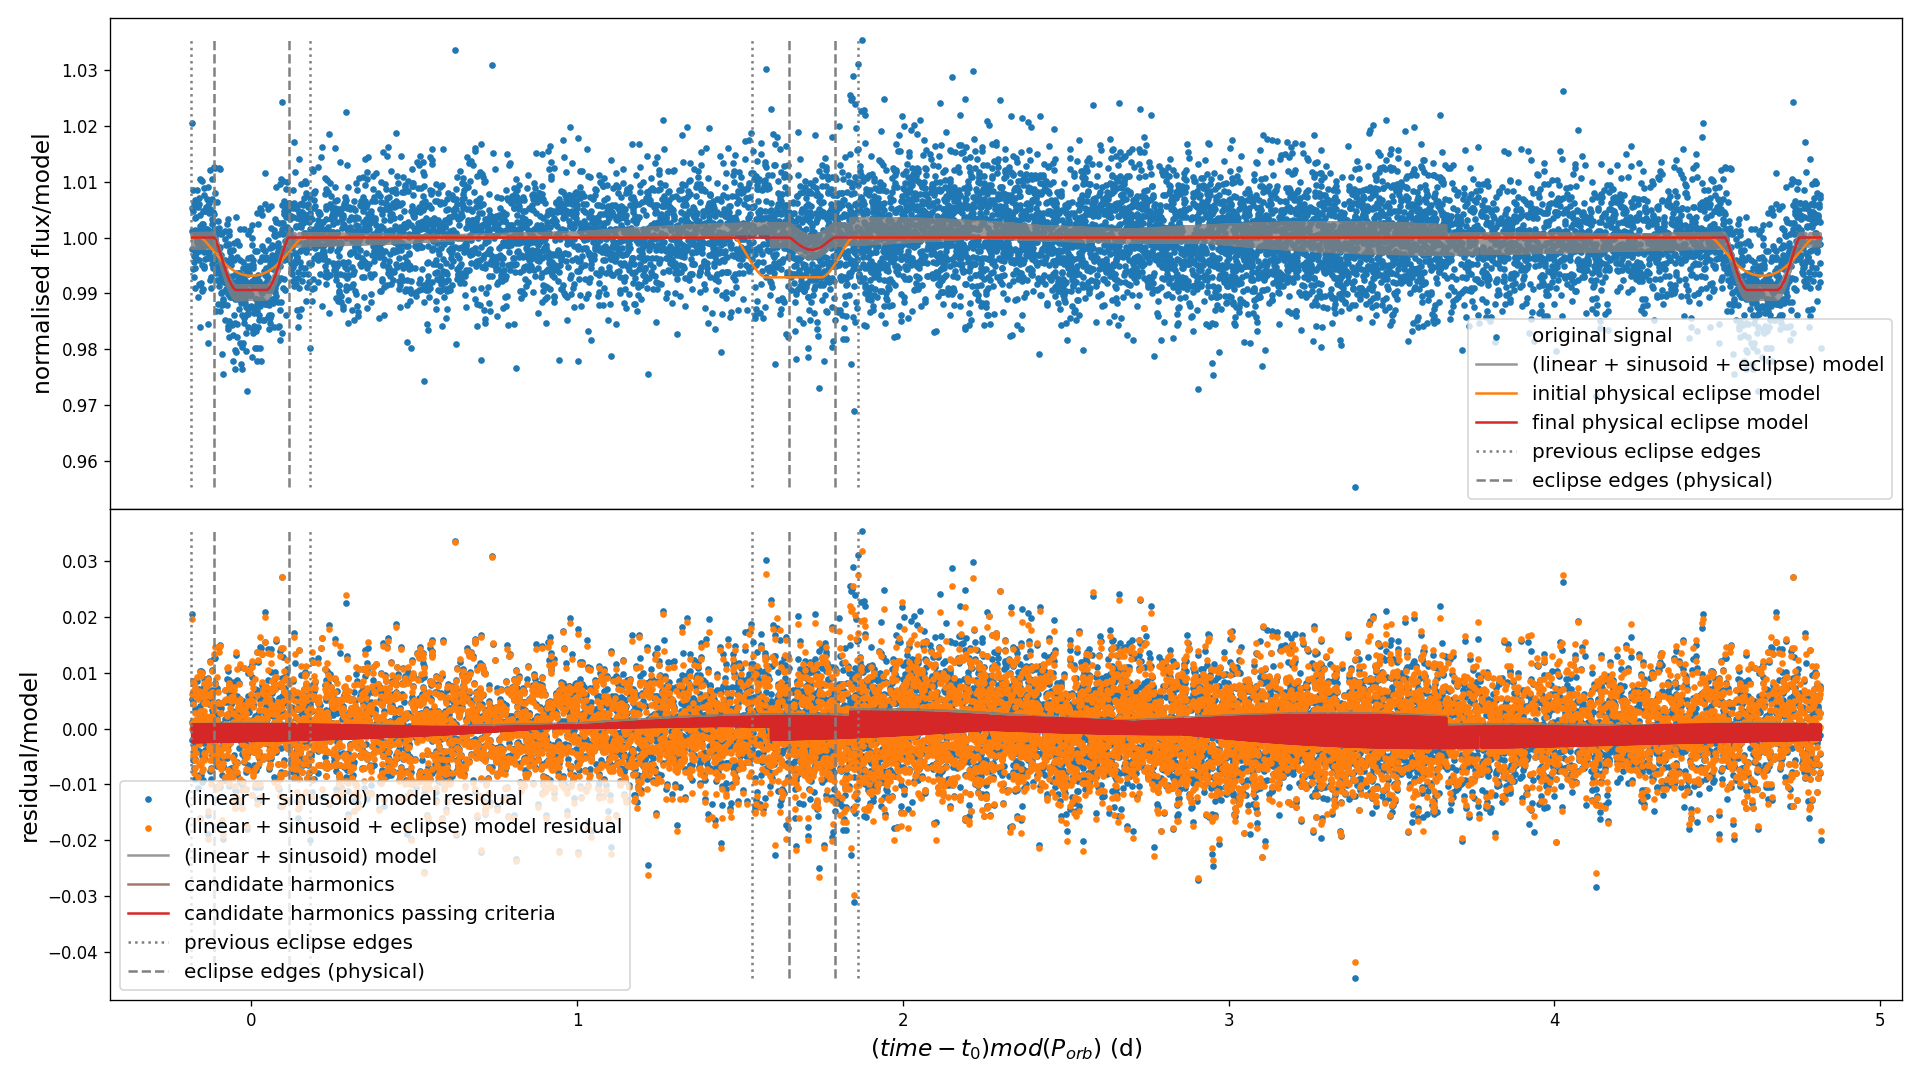 normalised flux/model
1.03
1.02
1.01
1.00
0.99
0.98
0.97
0.96
original signal
(linear + sinusoid + eclipse) model
initial physical eclipse model
final physical eclipse model
previous eclipse edges
eclipse edges (physical)
residual/model
0.03
0.02
0.01
0.00
−0.01
−0.02
−0.03
−0.04
(linear + sinusoid) model residual
(linear + sinusoid + eclipse) model residual
(linear + sinusoid) model
candidate harmonics
candidate harmonics passing criteria
previous eclipse edges
eclipse edges (physical)
0 1 2 3 4 5
(time − t₀)mod(P_orb) (d)